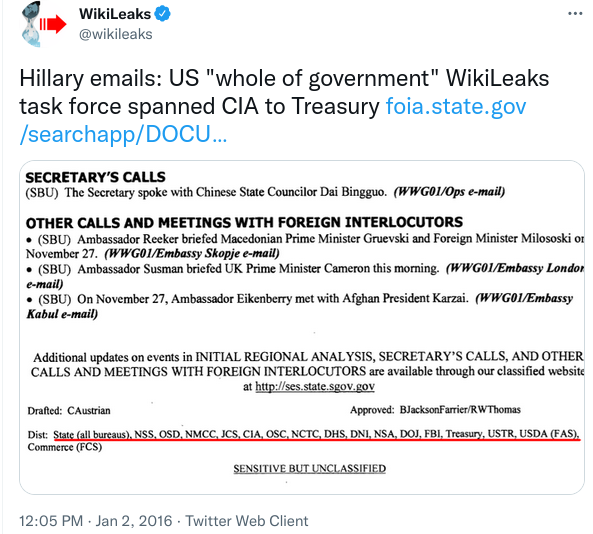 WikiLeaks
@wikileaks
Hillary emails: US "whole of government" WikiLeaks
task force spanned CIA to Treasury foia.state.gov
/searchapp/DOCU...
SECRETARY'S CALLS
(SBU) The Secretary spoke with Chinese State Councilor Dai Bingguo. (WWG01/Ops e-mail)
OTHER CALLS AND MEETINGS WITH FOREIGN INTERLOCUTORS
• (SBU) Ambassador Reeker briefed Macedonian Prime Minister Gruevski and Foreign Minister Milososki on
November 27. (WWG01/Embassy Skopje e-mail)
• (SBU) Ambassador Susman briefed UK Prime Minister Cameron this morning. (WWG01/Embassy London
e-mail)
• (SBU) On November 27, Ambassador Eikenberry met with Afghan President Karzai. (WWG01/Embassy
Kabul e-mail)
Additional updates on events in INITIAL REGIONAL ANALYSIS, SECRETARY'S CALLS, AND OTHER
CALLS AND MEETINGS WITH FOREIGN INTERLOCUTORS are available through our classified website
at http://ses.state.sgov.gov
Drafted: CAustrian Approved: BJacksonFarrier/RWThomas
Dist: State (all bureaus), NSS, OSD, NMCC, JCS, CIA, OSC, NCTC, DHS, DNI, NSA, DOJ, FBI, Treasury, USTR, USDA (FAS),
Commerce (FCS)
SENSITIVE BUT UNCLASSIFIED
12:05 PM · Jan 2, 2016 · Twitter Web Client